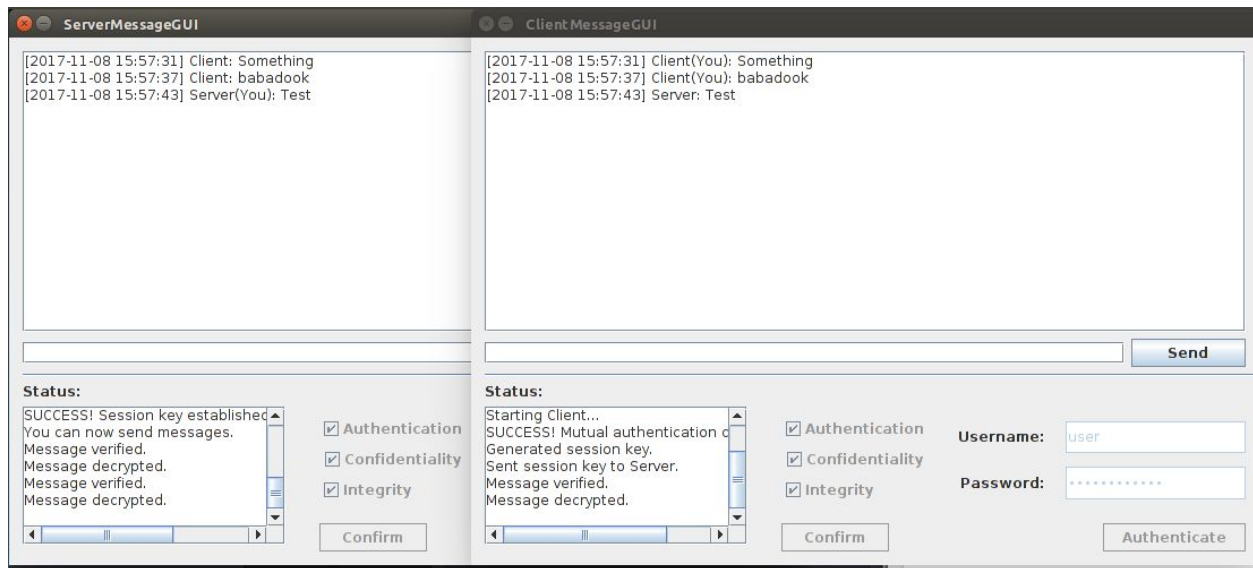 ServerMessageGUI
[2017-11-08 15:57:31] Client: Something
[2017-11-08 15:57:37] Client: babadook
[2017-11-08 15:57:43] Server(You): Test
Status:
SUCCESS! Session key established
You can now send messages.
Message verified.
Message decrypted.
Message verified.
Message decrypted.
Authentication
Confidentiality
Integrity
Confirm
ClientMessageGUI
[2017-11-08 15:57:31] Client(You): Something
[2017-11-08 15:57:37] Client(You): babadook
[2017-11-08 15:57:43] Server: Test
Send
Status:
Starting Client...
SUCCESS! Mutual authentication
Generated session key.
Sent session key to Server.
Message verified.
Message decrypted.
Authentication
Confidentiality
Integrity
Confirm
Username: user
Password: ••••••••••••
Authenticate